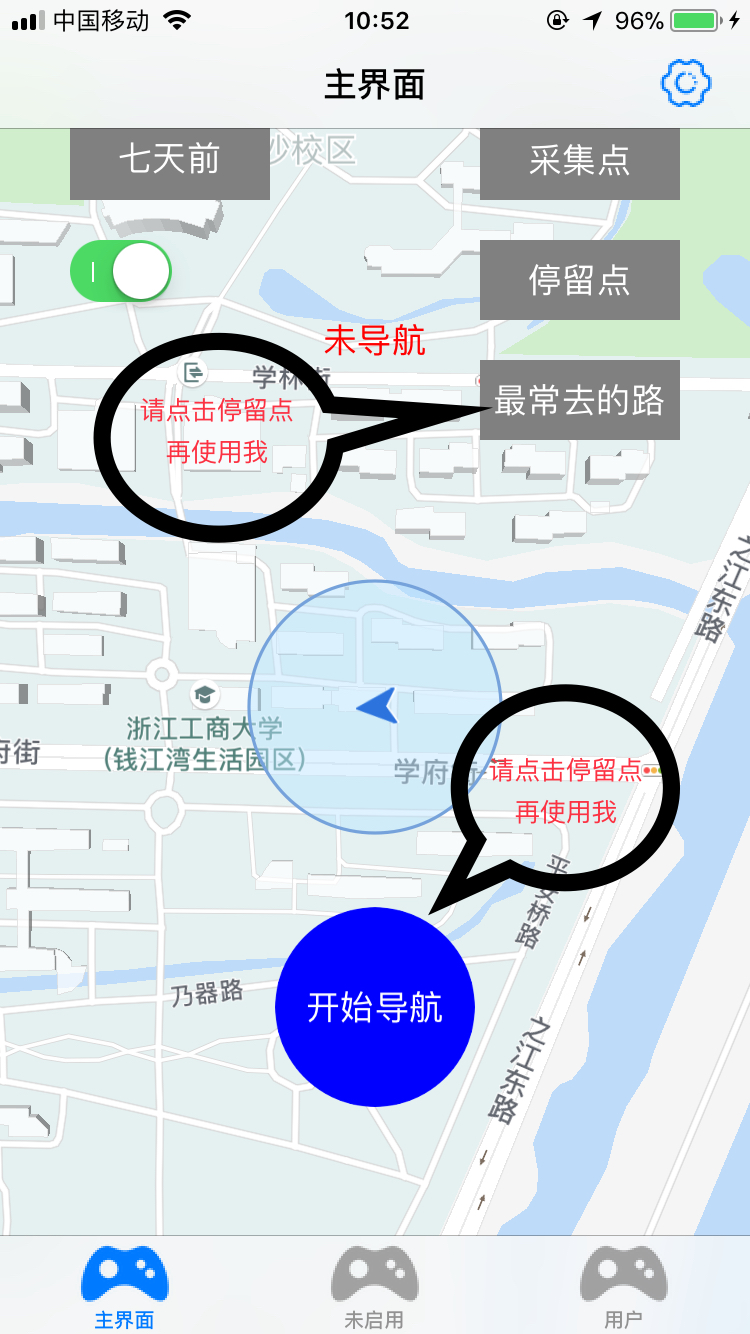 中国移动
10:52
96%
主界面
七天前
沙校区
采集点
停留点
未导航
学林街
最常去的路
请点击停留点
再使用我
之江东路
浙江工商大学
(钱江湾生活园区)
府街
学府街
请点击停留点
再使用我
平安桥路
乃器路
开始导航
之江东路
主界面
未启用
用户